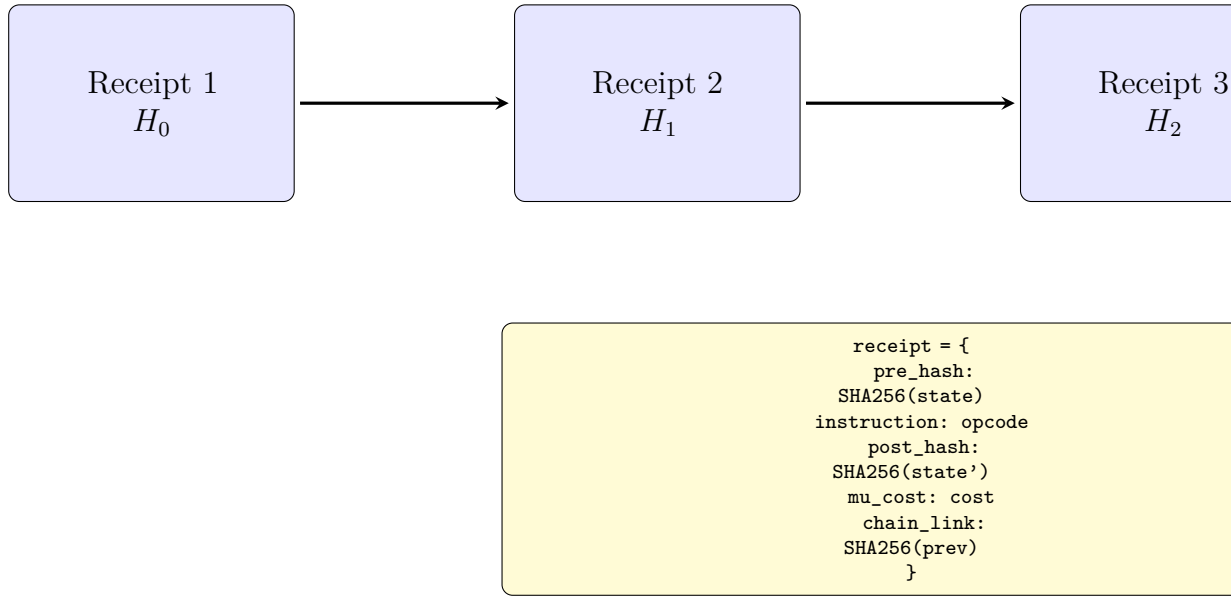 Receipt 1
H₀
Receipt 2
H₁
Receipt 3
H₂
receipt = {
pre_hash:
SHA256(state)
instruction: opcode
post_hash:
SHA256(state’)
mu_cost: cost
chain_link:
SHA256(prev)
}